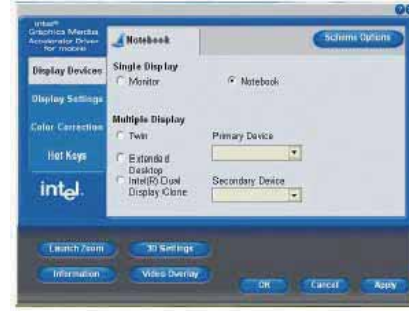 intel®
Graphics Media
Accelerator Driver
for mobile
Notebook
Scheme Options
Display Devices
Display Settings
Color Correction
Hot Keys
intel.
Single Display
Monitor
Notebook
Multiple Display
Twin
Primary Device
Extended
Desktop
Intel(R) Dual
Display Clone
Secondary Device
Launch Zoom
3D Settings
Information
Video Overlay
OK
Cancel
Apply